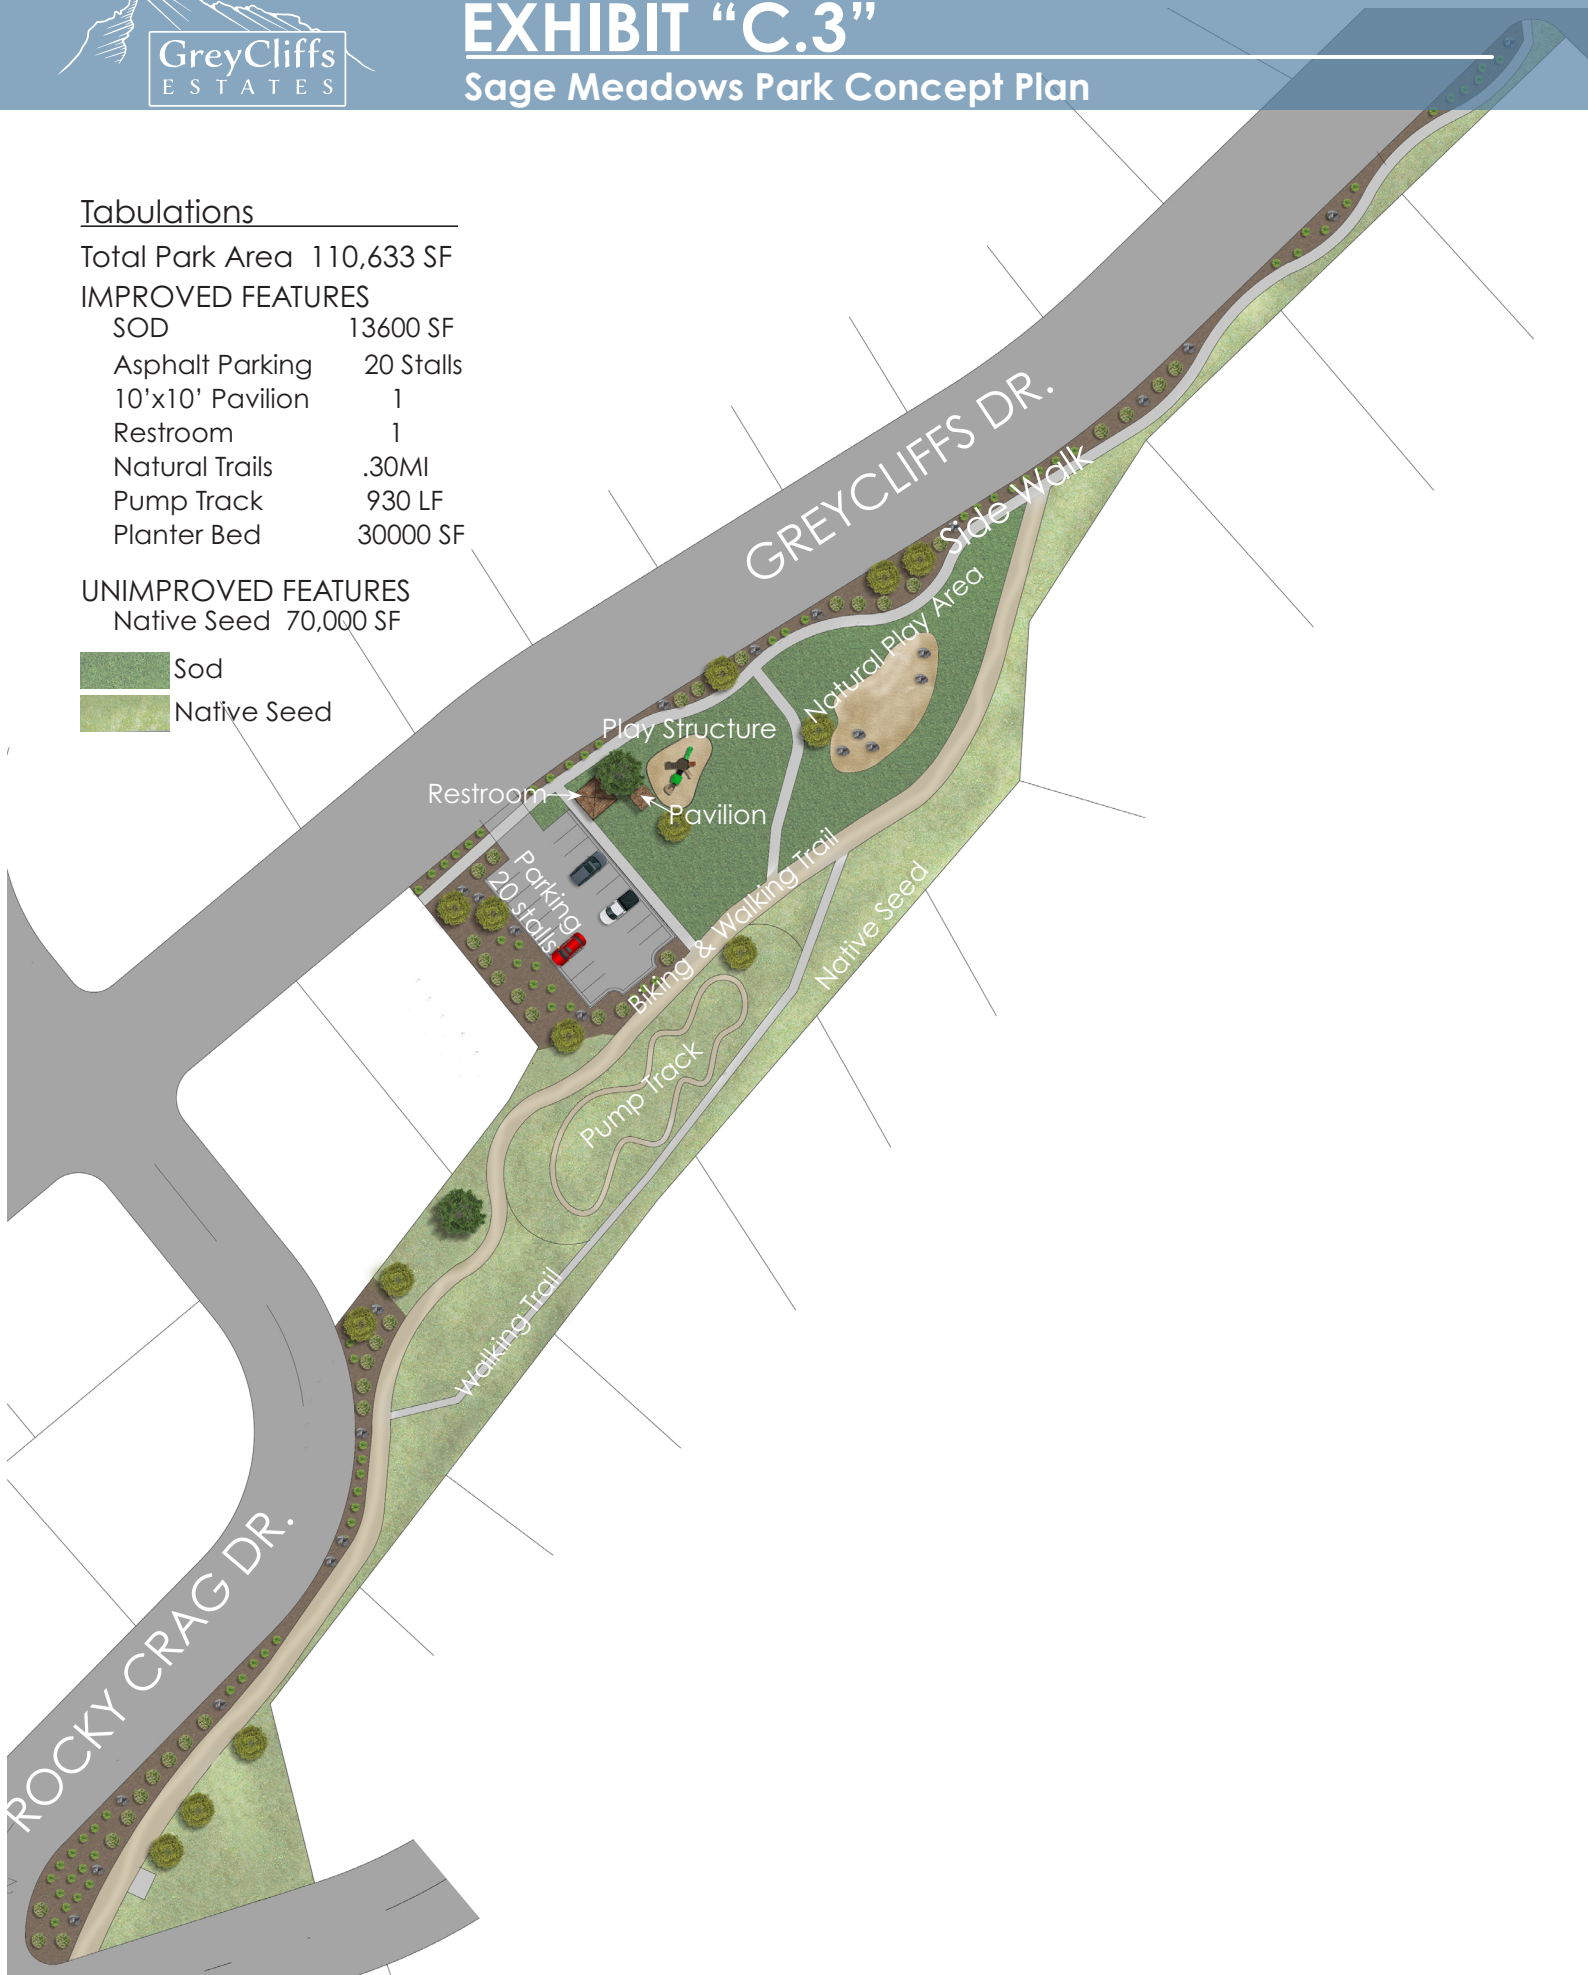 GreyCliffs
ESTATES
EXHIBIT “C.3”
Sage Meadows Park Concept Plan
Tabulations
Total Park Area 110,633 SF
IMPROVED FEATURES
SOD 13600 SF
Asphalt Parking 20 Stalls
10’x10’ Pavilion 1
Restroom 1
Natural Trails .30MI
Pump Track 930 LF
Planter Bed 30000 SF
UNIMPROVED FEATURES
Native Seed 70,000 SF
Sod
Native Seed
GREYCLIFFS DR.
Side Walk
Natural Play Area
Play Structure
Restroom
Pavilion
Parking
20 stalls
Biking & Walking Trail
Native Seed
Pump Track
Walking Trail
ROCKY CRAG DR.